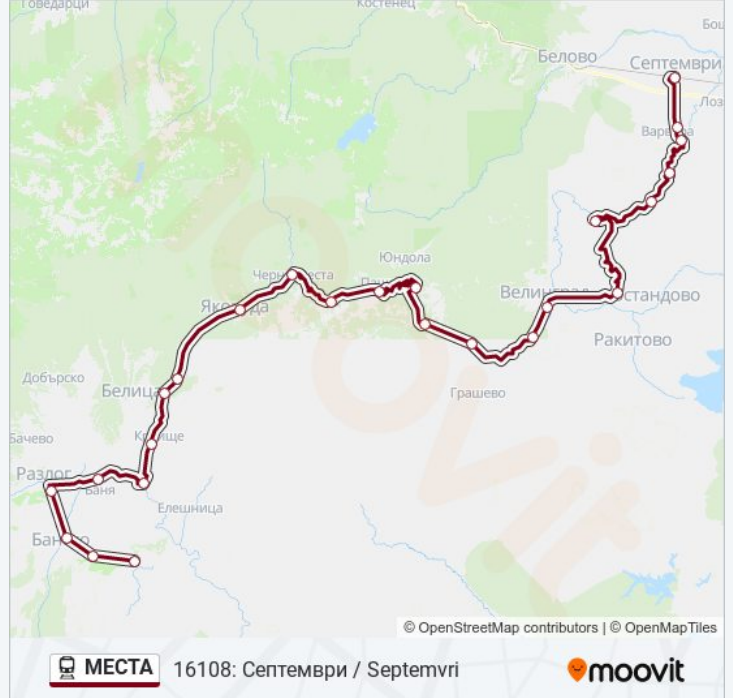 Говедарци
Костенец
Белово
Септември
Варвара
Юндола
Якоруда
Велинград
Костандово
Ракитово
Добърско
Белица
Грашево
Бачево
Разлог
Баня
Елешница
Банско
© OpenStreetMap contributors | © OpenMapTiles
МЕСТА 16108: Септември / Septemvri moovit